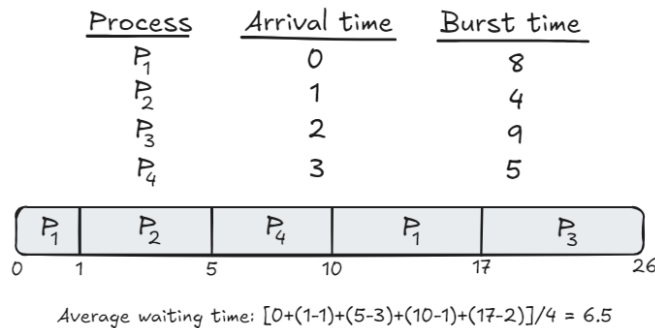 Process Arrival time Burst time
P₁ 0 8
P₂ 1 4
P₃ 2 9
P₄ 3 5
P₁ P₂ P₄ P₁ P₃
0 1 5 10 17 26
Average waiting time: [0+(1-1)+(5-3)+(10-1)+(17-2)]/4 = 6.5